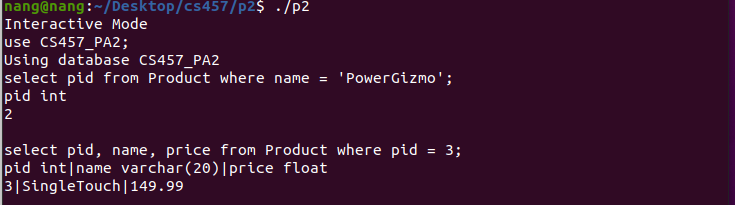 nang@nang:~/Desktop/cs457/p2$ ./p2
Interactive Mode
use CS457_PA2;
Using database CS457_PA2
select pid from Product where name = 'PowerGizmo';
pid int
2
select pid, name, price from Product where pid = 3;
pid int|name varchar(20)|price float
3|SingleTouch|149.99